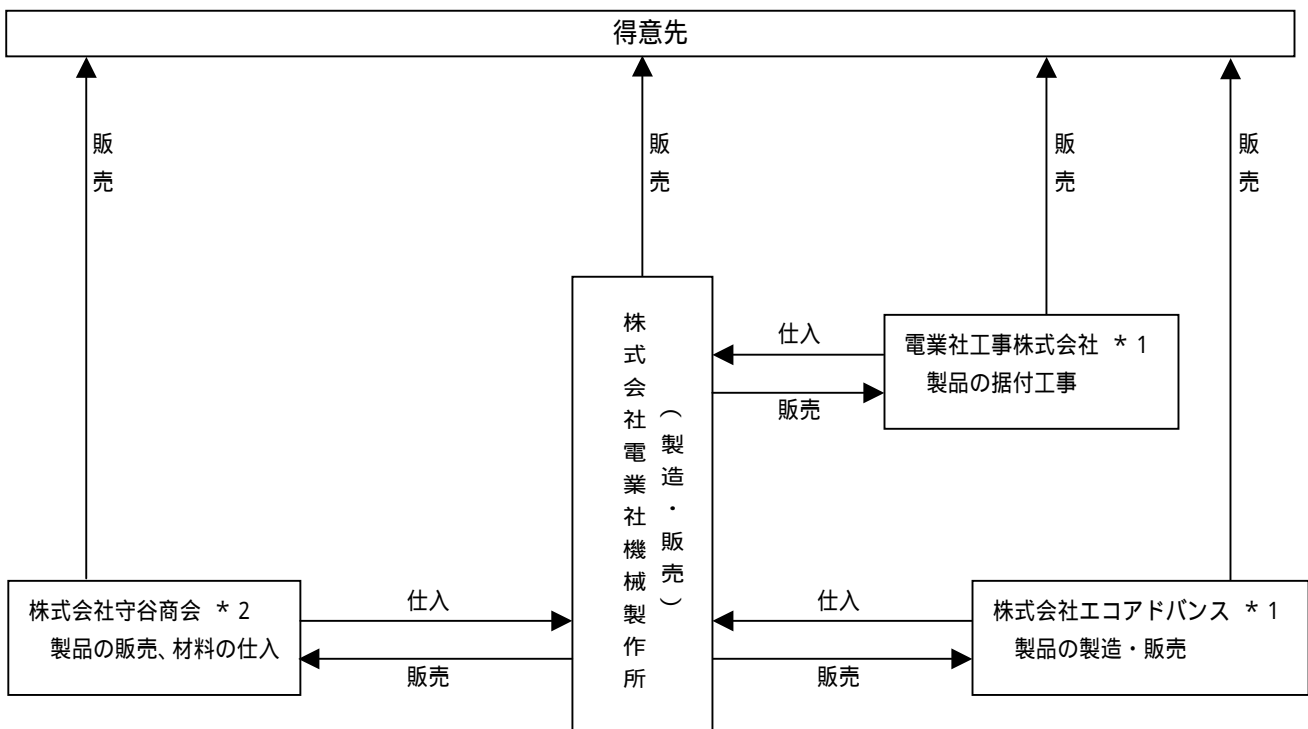 得意先
販売
販売
販売
販売
株式会社電業社機械製作所
（製造・販売）
仕入
販売
電業社工事株式会社 ＊1
製品の据付工事
株式会社守谷商会 ＊2
製品の販売、材料の仕入
仕入
販売
仕入
販売
株式会社エコアドバンス ＊1
製品の製造・販売